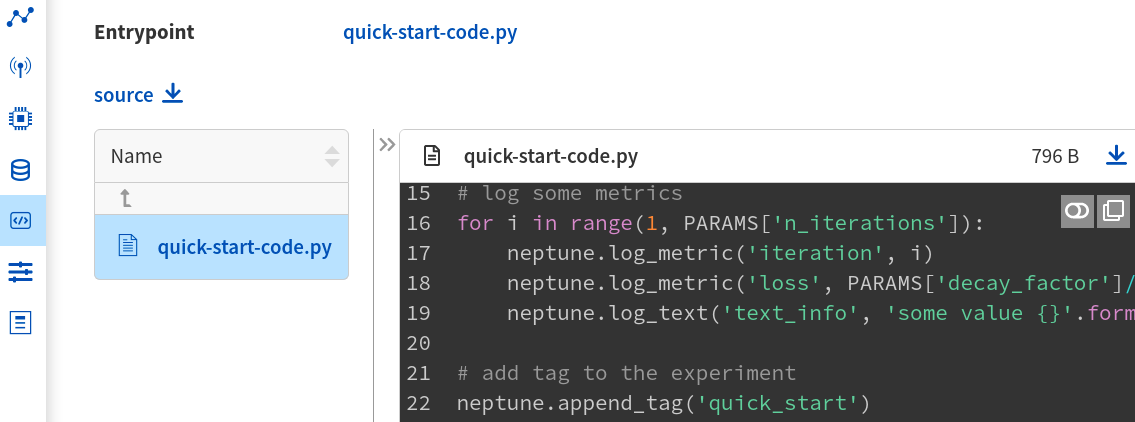 Entrypoint quick-start-code.py
source
Name
quick-start-code.py
quick-start-code.py 796 B
15 # log some metrics
16 for i in range(1, PARAMS['n_iterations']):
17     neptune.log_metric('iteration', i)
18     neptune.log_metric('loss', PARAMS['decay_factor']/
19     neptune.log_text('text_info', 'some value {}'.form
20
21 # add tag to the experiment
22 neptune.append_tag('quick_start')